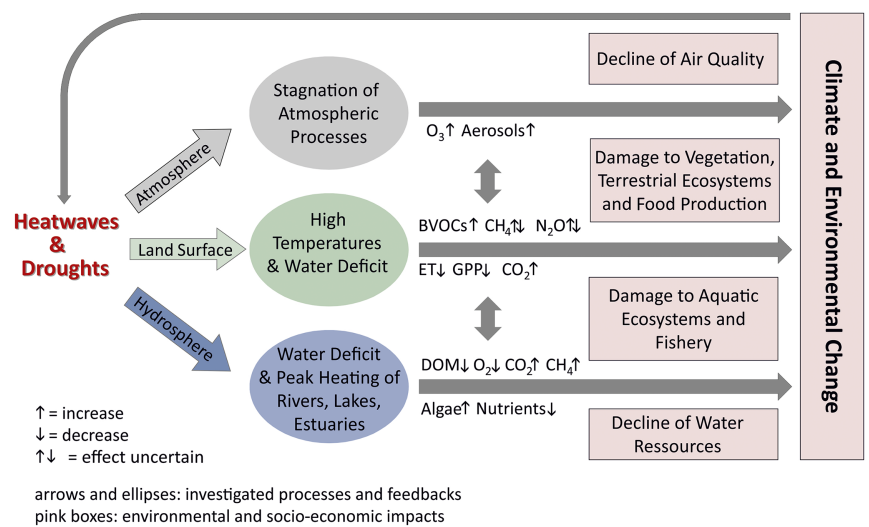 Decline of Air Quality
Stagnation of
Atmospheric
Processes
O₃↑ Aerosols↑
Atmosphere
Damage to Vegetation,
Terrestrial Ecosystems
and Food Production
Heatwaves
&
Droughts
Land Surface
High
Temperatures
& Water Deficit
BVOCs↑ CH₄↑↓ N₂O↑↓
ET↓ GPP↓ CO₂↑
Damage to Aquatic
Ecosystems and
Fishery
Hydrosphere
Water Deficit
& Peak Heating of
Rivers, Lakes,
Estuaries
DOM↓ O₂↓ CO₂↑ CH₄↑
Algae↑ Nutrients↓
Decline of Water
Ressources
Climate and Environmental Change
↑ = increase
↓ = decrease
↑↓ = effect uncertain
arrows and ellipses: investigated processes and feedbacks
pink boxes: environmental and socio-economic impacts